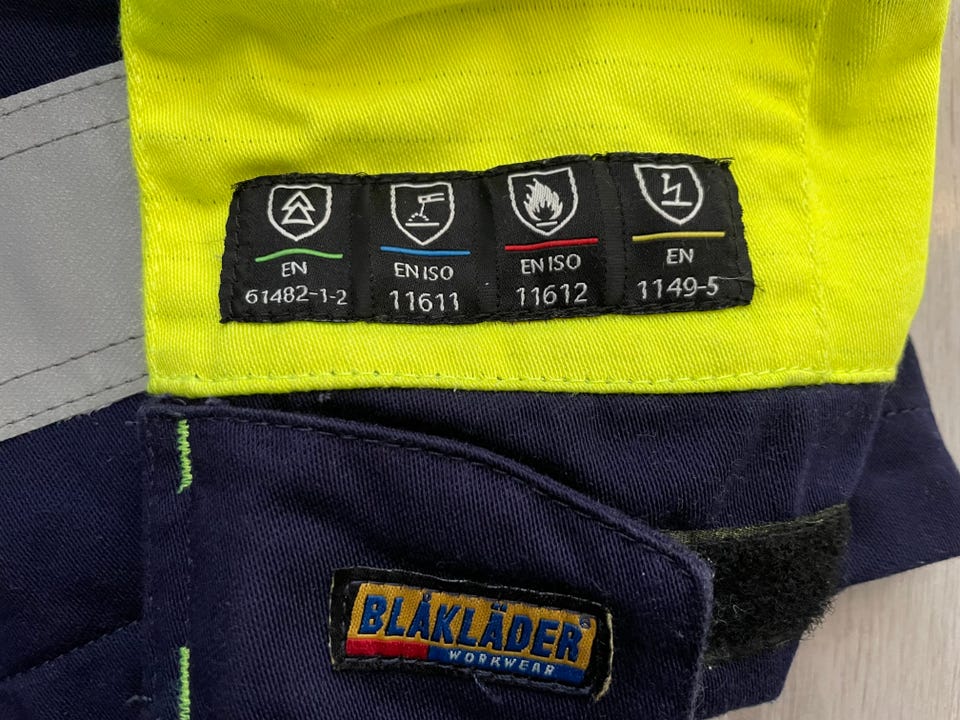 EN
61482-1-2
EN ISO
11611
EN ISO
11612
EN
1149-5
BLÅKLÄDER®
WORKWEAR